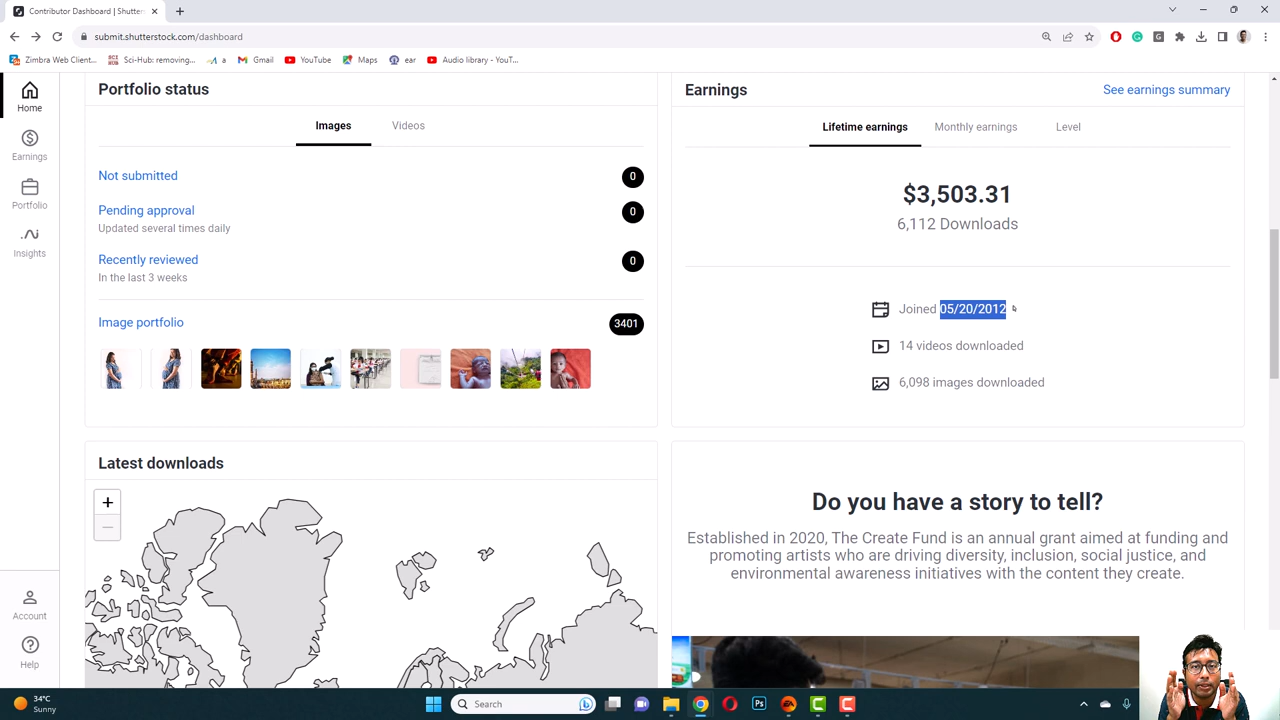 Contributor Dashboard | Shutter
submit.shutterstock.com/dashboard
Zimbra Web Client...
Sci-Hub: removing...
a
Gmail
YouTube
Maps
ear
Audio library - YouT...
Home
Earnings
Portfolio
Insights
Account
Help
Portfolio status
Images
Videos
Not submitted
0
Pending approval
0
Updated several times daily
Recently reviewed
0
In the last 3 weeks
Image portfolio
3401
Earnings
See earnings summary
Lifetime earnings
Monthly earnings
Level
$3,503.31
6,112 Downloads
Joined 05/20/2012
14 videos downloaded
6,098 images downloaded
Latest downloads
+
−
Do you have a story to tell?
Established in 2020, The Create Fund is an annual grant aimed at funding and
promoting artists who are driving diversity, inclusion, social justice, and
environmental awareness initiatives with the content they create.
34°C
Sunny
Search
Ps
EA